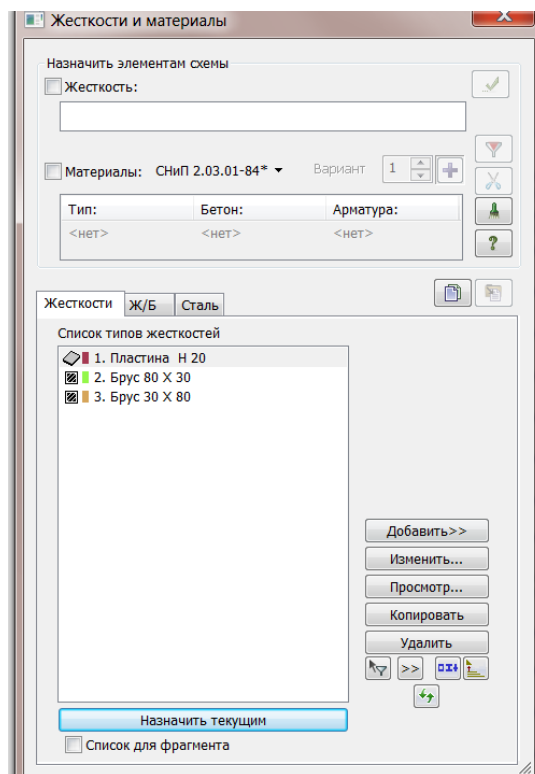 Жесткости и материалы
Назначить элементам схемы
Жесткость:
Материалы: СНиП 2.03.01-84* Вариант 1
Тип: Бетон: Арматура:
<нет> <нет> <нет>
Жесткости Ж/Б Сталь
Список типов жесткостей
1. Пластина Н 20
2. Брус 80 X 30
3. Брус 30 X 80
Добавить>>
Изменить...
Просмотр...
Копировать
Удалить
>>
Назначить текущим
Список для фрагмента